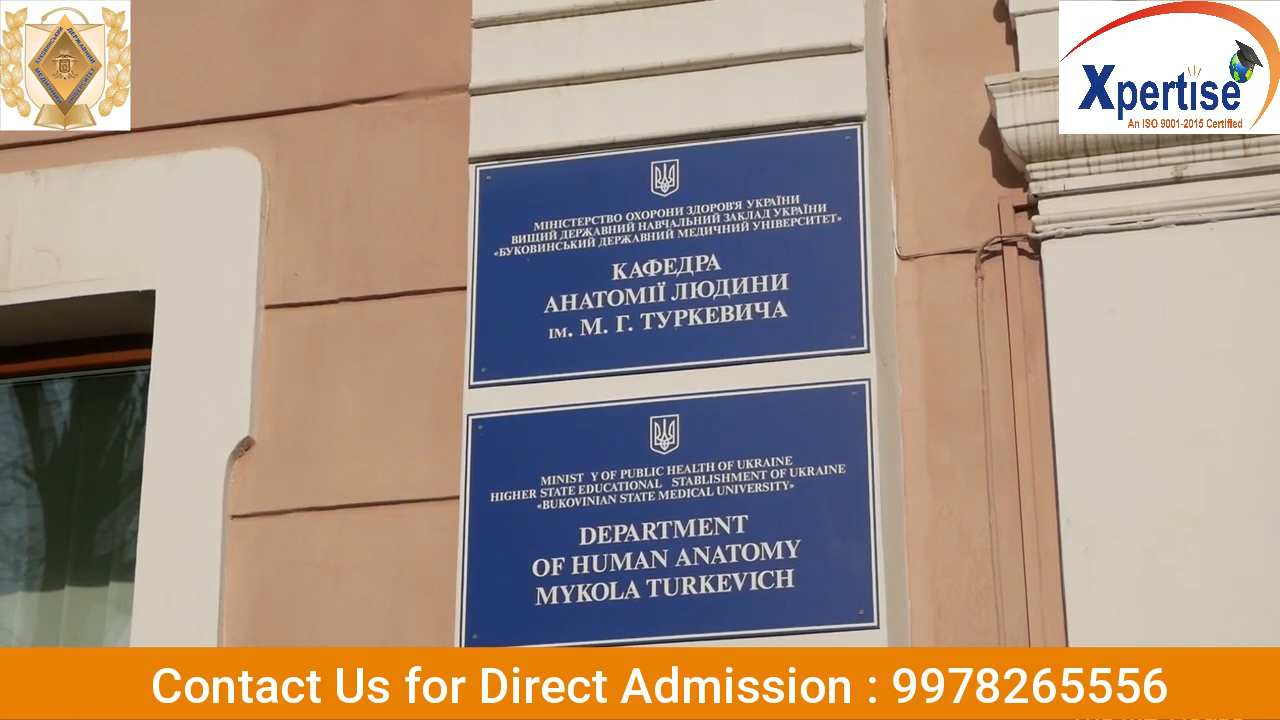 Xpertise
An ISO 9001-2015 Certified
МІНІСТЕРСТВО ОХОРОНИ ЗДОРОВ'Я УКРАЇНИ
ВИЩИЙ ДЕРЖАВНИЙ НАВЧАЛЬНИЙ ЗАКЛАД УКРАЇНИ
«БУКОВИНСЬКИЙ ДЕРЖАВНИЙ МЕДИЧНИЙ УНІВЕРСИТЕТ»
КАФЕДРА
АНАТОМІЇ ЛЮДИНИ
ІМ. М. Г. ТУРКЕВИЧА
MINIST Y OF PUBLIC HEALTH OF UKRAINE
HIGHER STATE EDUCATIONAL STABLISHMENT OF UKRAINE
«BUKOVINIAN STATE MEDICAL UNIVERSITY»
DEPARTMENT
OF HUMAN ANATOMY
MYKOLA TURKEVICH
Contact Us for Direct Admission : 9978265556